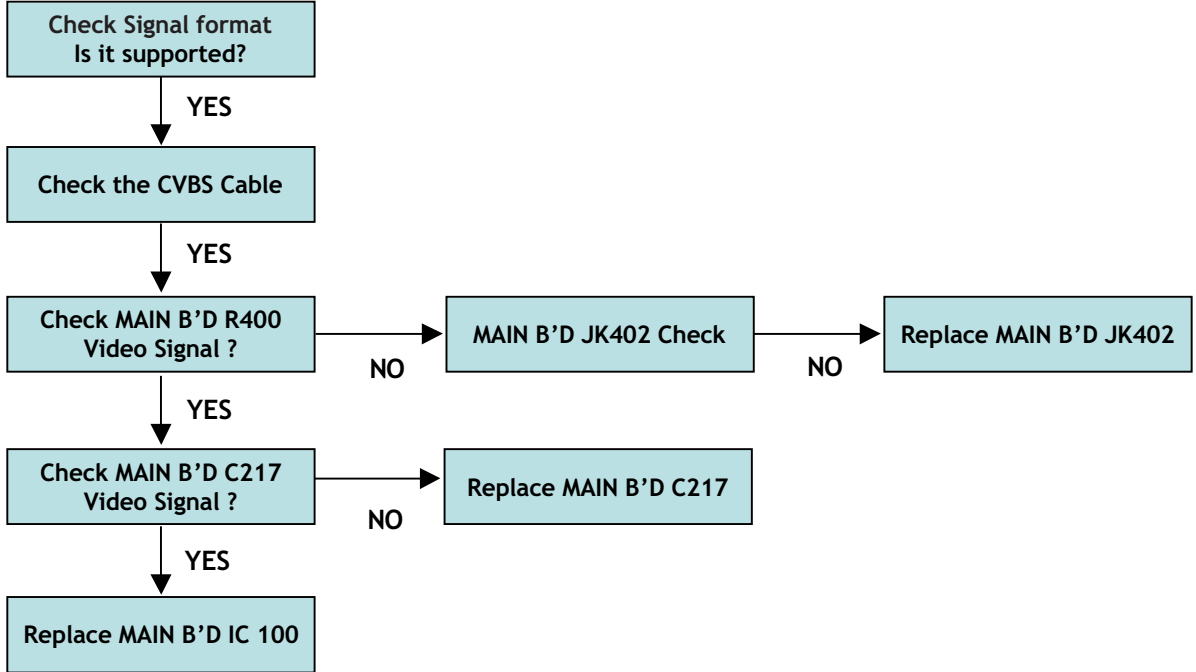 Check Signal format
Is it supported?
YES
Check the CVBS Cable
YES
Check MAIN B’D R400
Video Signal ?
NO
MAIN B’D JK402 Check
NO
Replace MAIN B’D JK402
YES
Check MAIN B’D C217
Video Signal ?
NO
Replace MAIN B’D C217
YES
Replace MAIN B’D IC 100